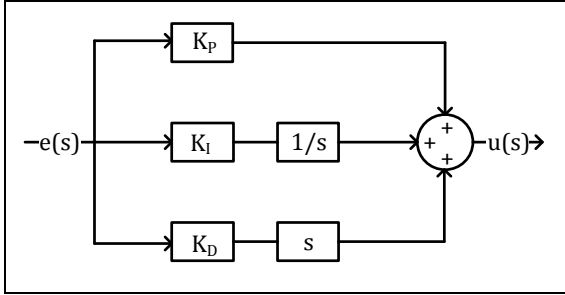 K_P
+
e(s) K_I 1/s + u(s)
+
K_D s